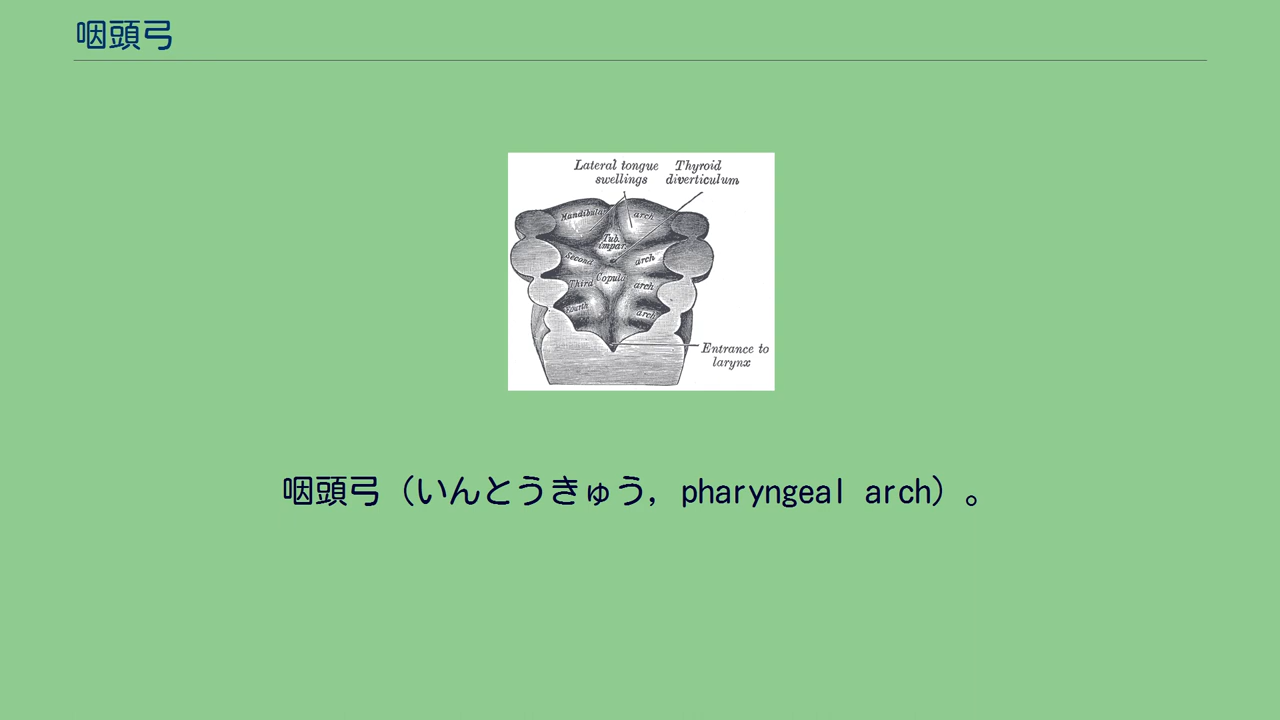 咽頭弓
Lateral tongue swellings
Thyroid diverticulum
Mandibular arch
Tub. impar.
Second arch
Copula
Third arch
Fourth arch
Entrance to larynx
咽頭弓（いんとうきゅう, pharyngeal arch）。